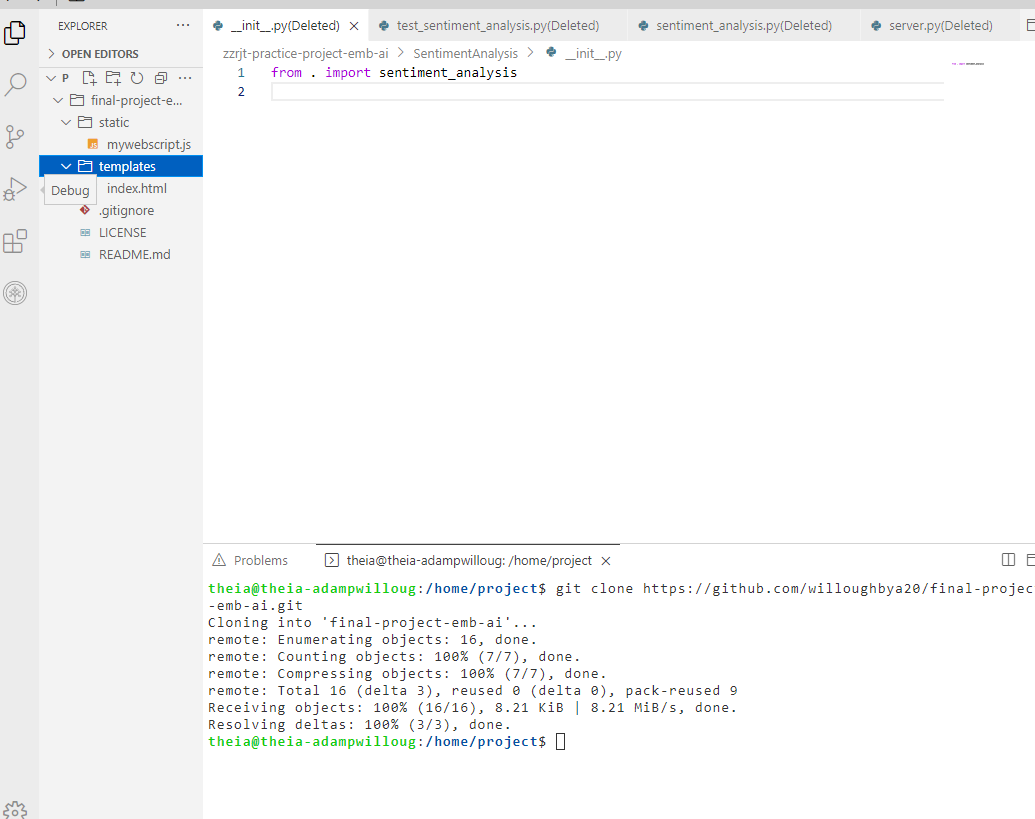 EXPLORER
OPEN EDITORS
P
final-project-e...
static
mywebscript.js
templates
Debug
index.html
.gitignore
LICENSE
README.md
__init__.py(Deleted)
test_sentiment_analysis.py(Deleted)
sentiment_analysis.py(Deleted)
server.py(Deleted)
zzrjt-practice-project-emb-ai > SentimentAnalysis > __init__.py
1 from . import sentiment_analysis
2
Problems
theia@theia-adampwilloug: /home/project
theia@theia-adampwilloug:/home/project$ git clone https://github.com/willoughbya20/final-projec
-emb-ai.git
Cloning into 'final-project-emb-ai'...
remote: Enumerating objects: 16, done.
remote: Counting objects: 100% (7/7), done.
remote: Compressing objects: 100% (7/7), done.
remote: Total 16 (delta 3), reused 0 (delta 0), pack-reused 9
Receiving objects: 100% (16/16), 8.21 KiB | 8.21 MiB/s, done.
Resolving deltas: 100% (3/3), done.
theia@theia-adampwilloug:/home/project$